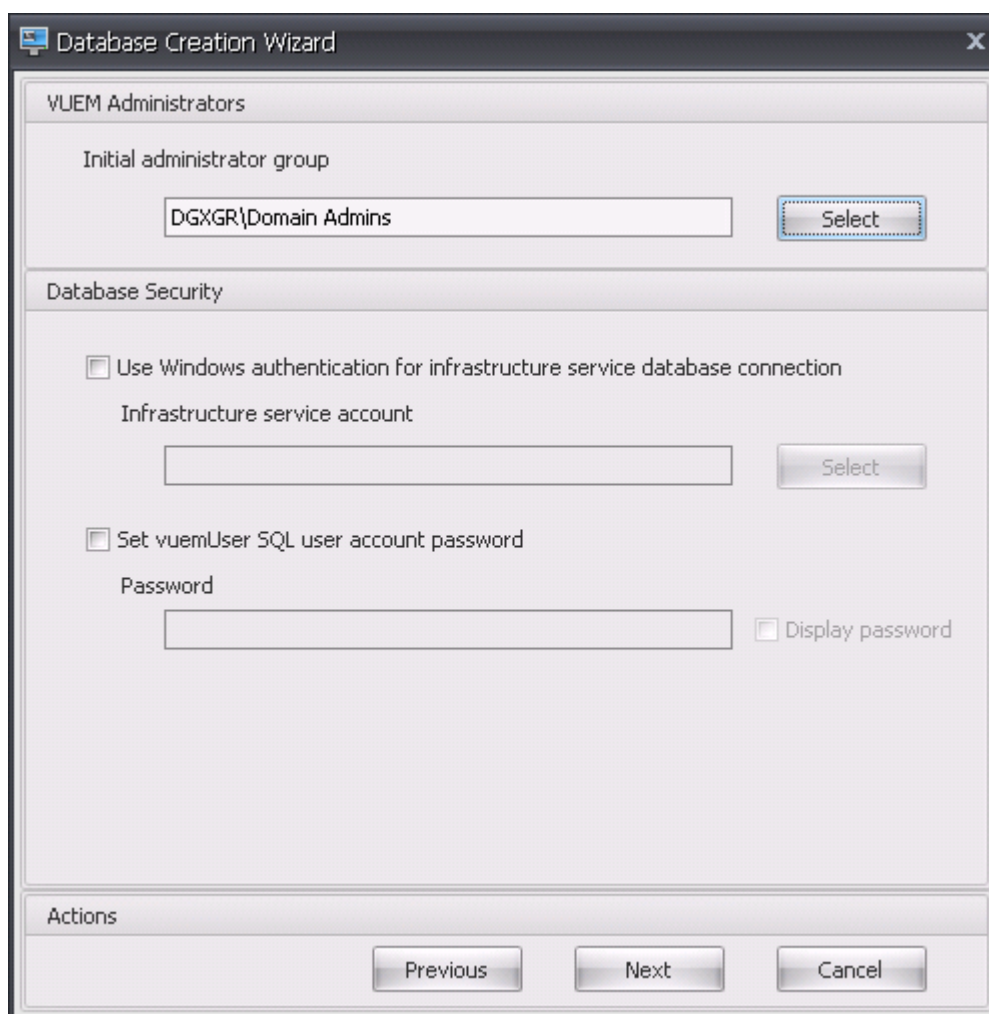 Database Creation Wizard
VUEM Administrators
Initial administrator group
DGXGR\Domain Admins
Select
Database Security
Use Windows authentication for infrastructure service database connection
Infrastructure service account
Select
Set vuemUser SQL user account password
Password
Display password
Actions
Previous
Next
Cancel